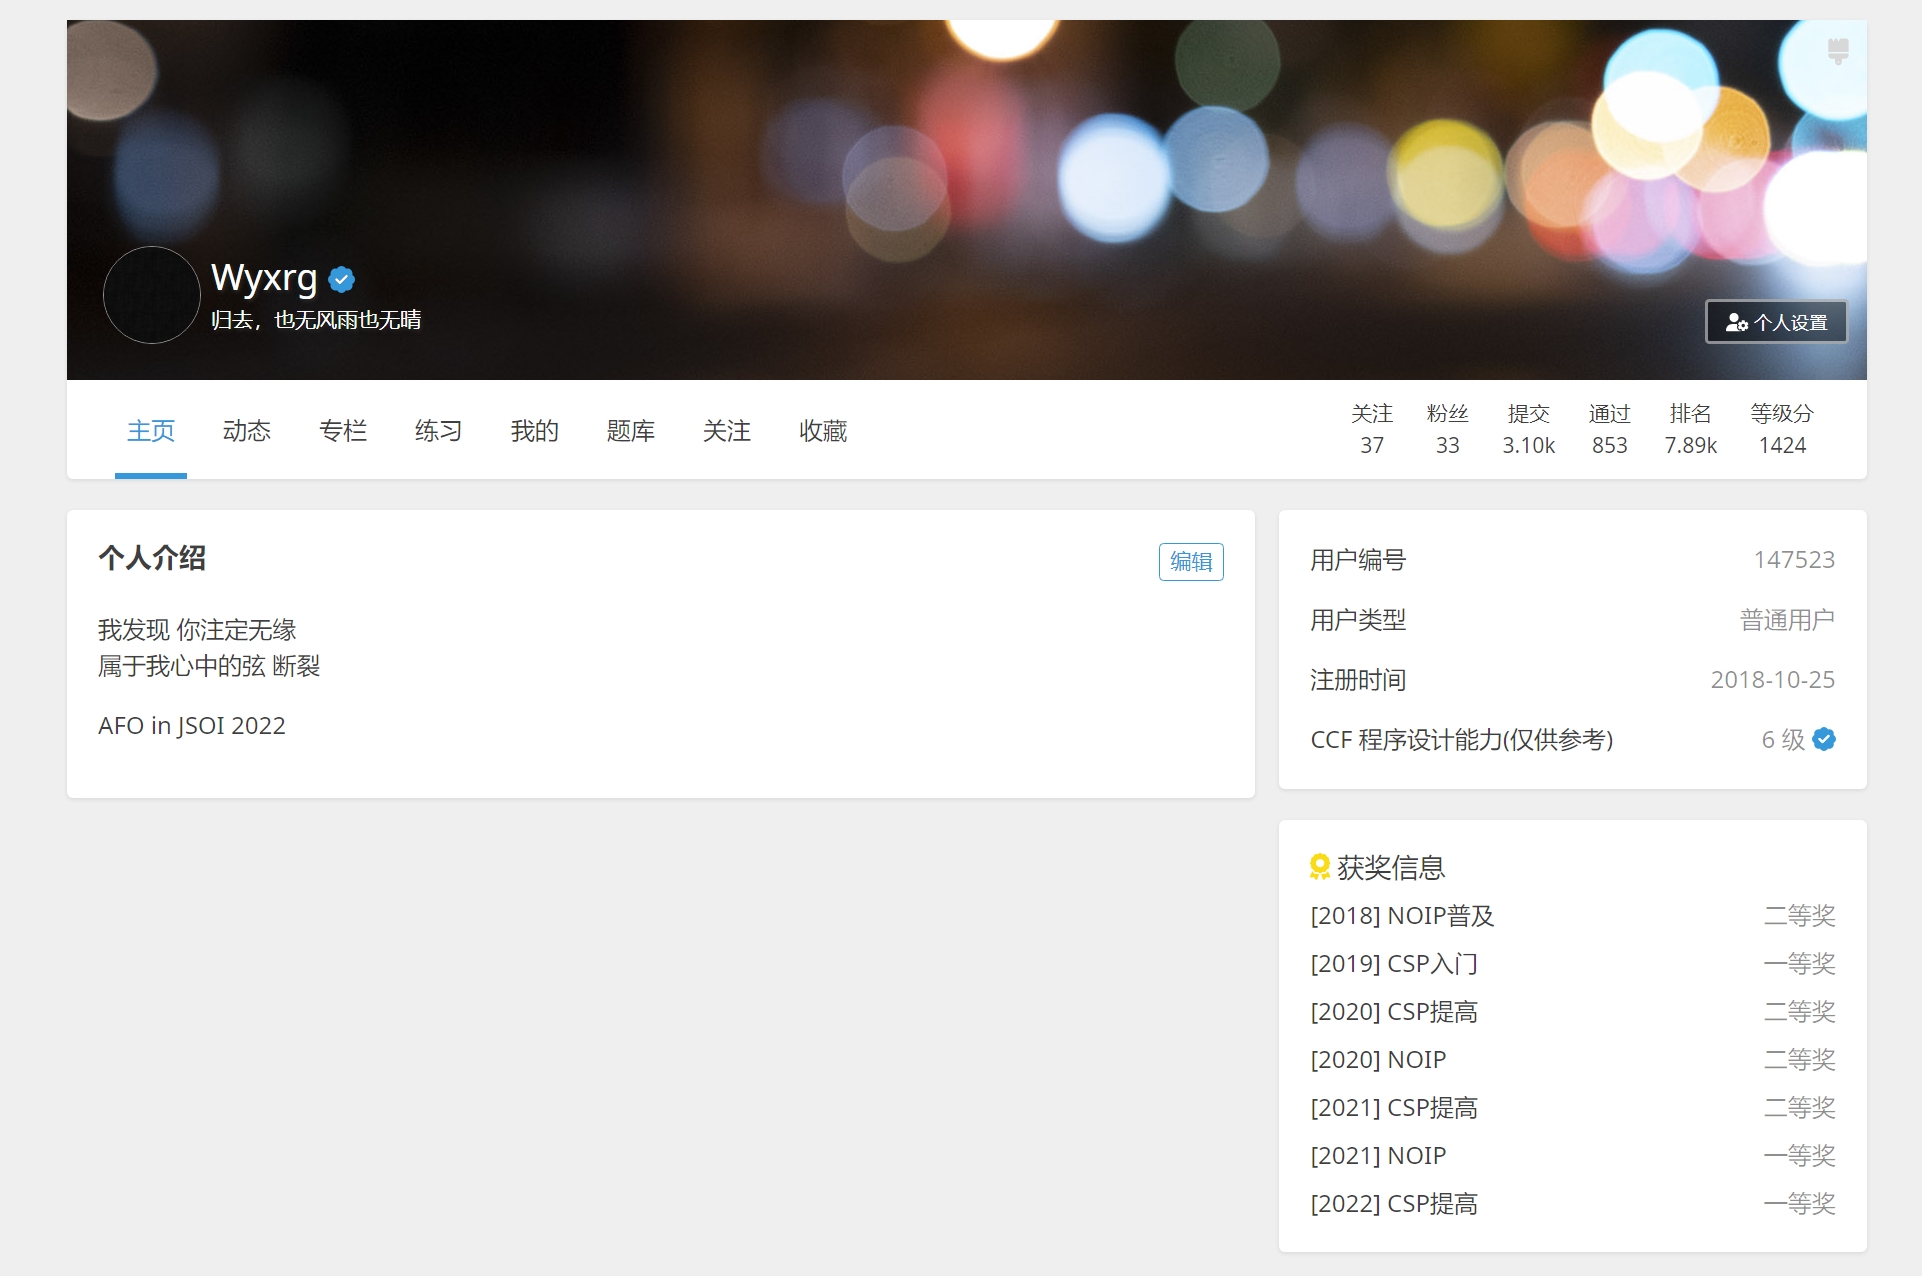 Wyxrg
归去，也无风雨也无晴
个人设置
主页 动态 专栏 练习 我的 题库 关注 收藏
关注 粉丝 提交 通过 排名 等级分
37 33 3.10k 853 7.89k 1424
个人介绍
编辑
我发现 你注定无缘
属于我心中的弦 断裂
AFO in JSOI 2022
用户编号 147523
用户类型 普通用户
注册时间 2018-10-25
CCF 程序设计能力(仅供参考) 6 级
获奖信息
[2018] NOIP普及 二等奖
[2019] CSP入门 一等奖
[2020] CSP提高 二等奖
[2020] NOIP 二等奖
[2021] CSP提高 二等奖
[2021] NOIP 一等奖
[2022] CSP提高 一等奖